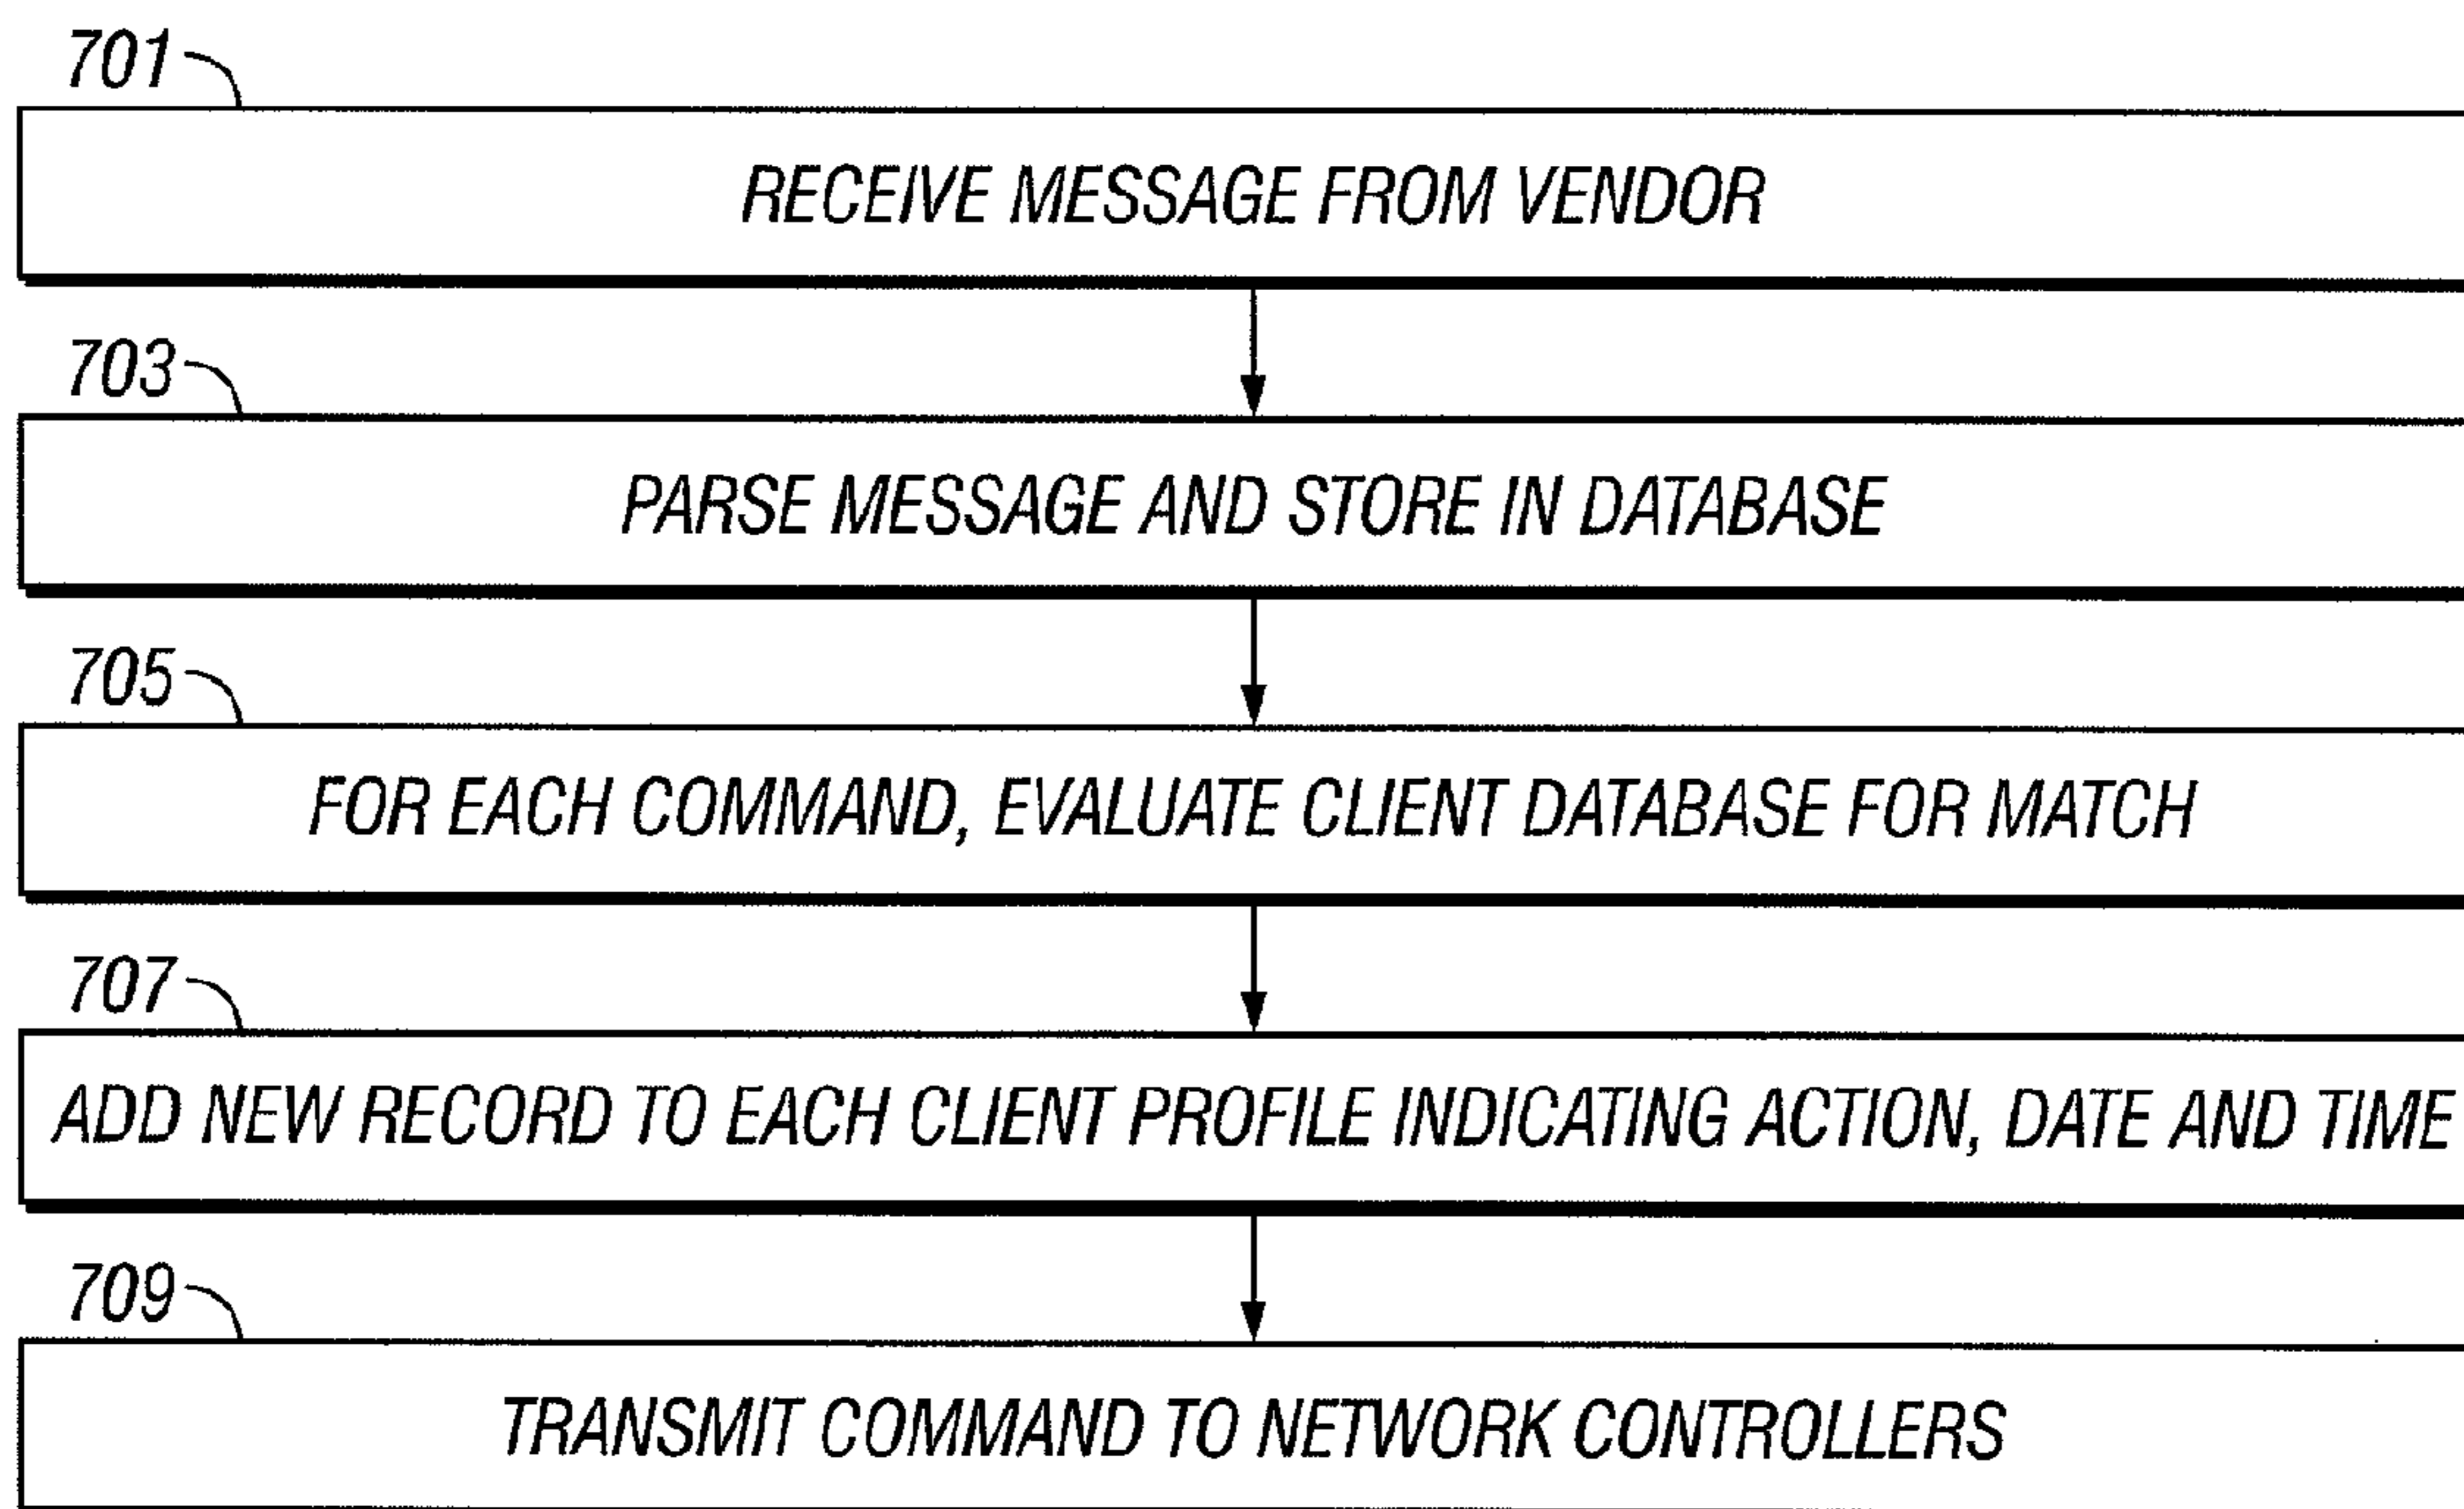 701
RECEIVE MESSAGE FROM VENDOR
703
PARSE MESSAGE AND STORE IN DATABASE
705
FOR EACH COMMAND, EVALUATE CLIENT DATABASE FOR MATCH
707
ADD NEW RECORD TO EACH CLIENT PROFILE INDICATING ACTION, DATE AND TIME
709
TRANSMIT COMMAND TO NETWORK CONTROLLERS